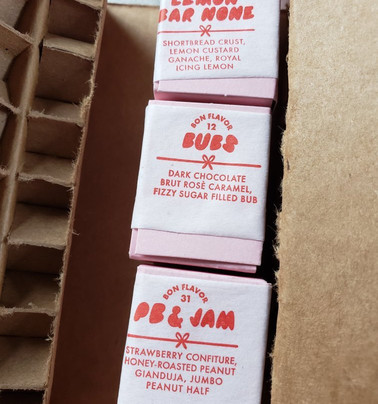 LEMON
BAR NONE
SHORTBREAD CRUST,
LEMON CUSTARD
GANACHE, ROYAL
ICING LEMON
BON FLAVOR
12
BUBS
DARK CHOCOLATE
BRUT ROSÈ CARAMEL,
FIZZY SUGAR FILLED BUB
BON FLAVOR
31
PB & JAM
STRAWBERRY CONFITURE,
HONEY-ROASTED PEANUT
GIANDUJA, JUMBO
PEANUT HALF